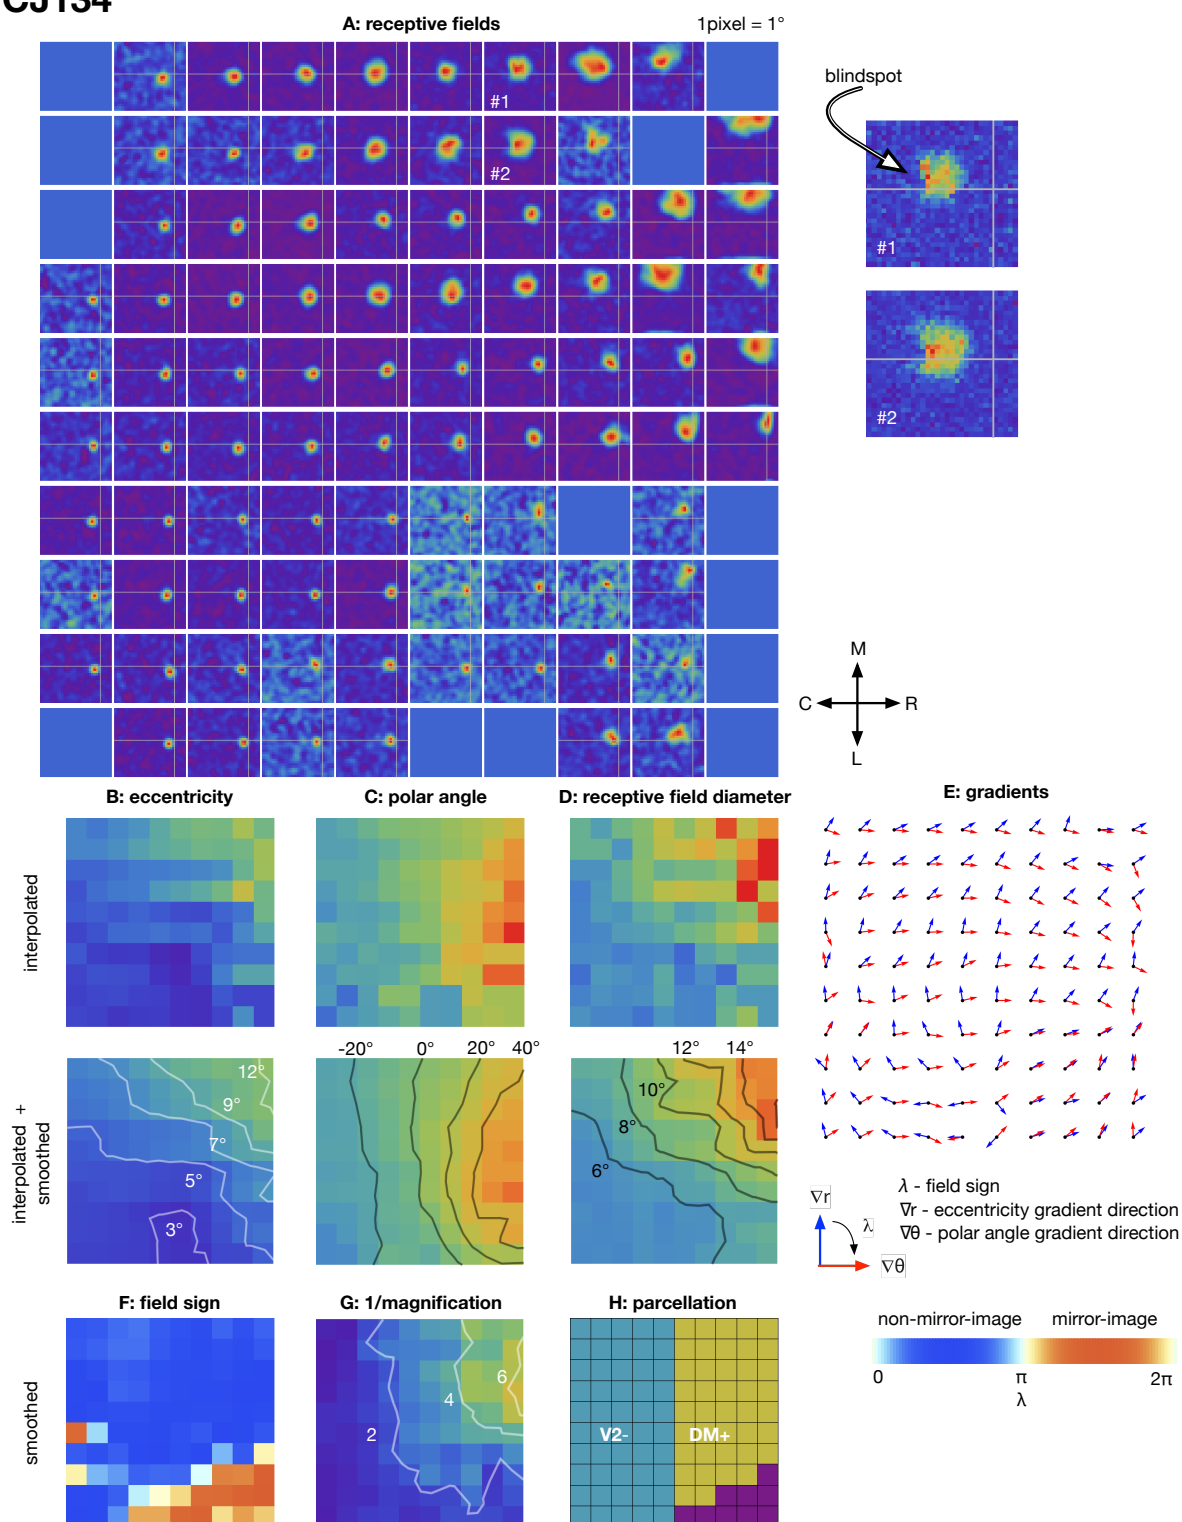 CJ134
A: receptive fields
1pixel = 1°
#1
#2
blindspot
#1
#2
M
C
R
L
B: eccentricity
C: polar angle
D: receptive field diameter
E: gradients
interpolated
-20°
0°
20°
40°
12°
14°
12°
9°
7°
5°
3°
10°
8°
6°
interpolated +
smoothed
∇r
λ
∇θ
λ - field sign
∇r - eccentricity gradient direction
∇θ - polar angle gradient direction
F: field sign
G: 1/magnification
H: parcellation
non-mirror-image
mirror-image
0
π
2π
λ
smoothed
2
4
6
V2-
DM+